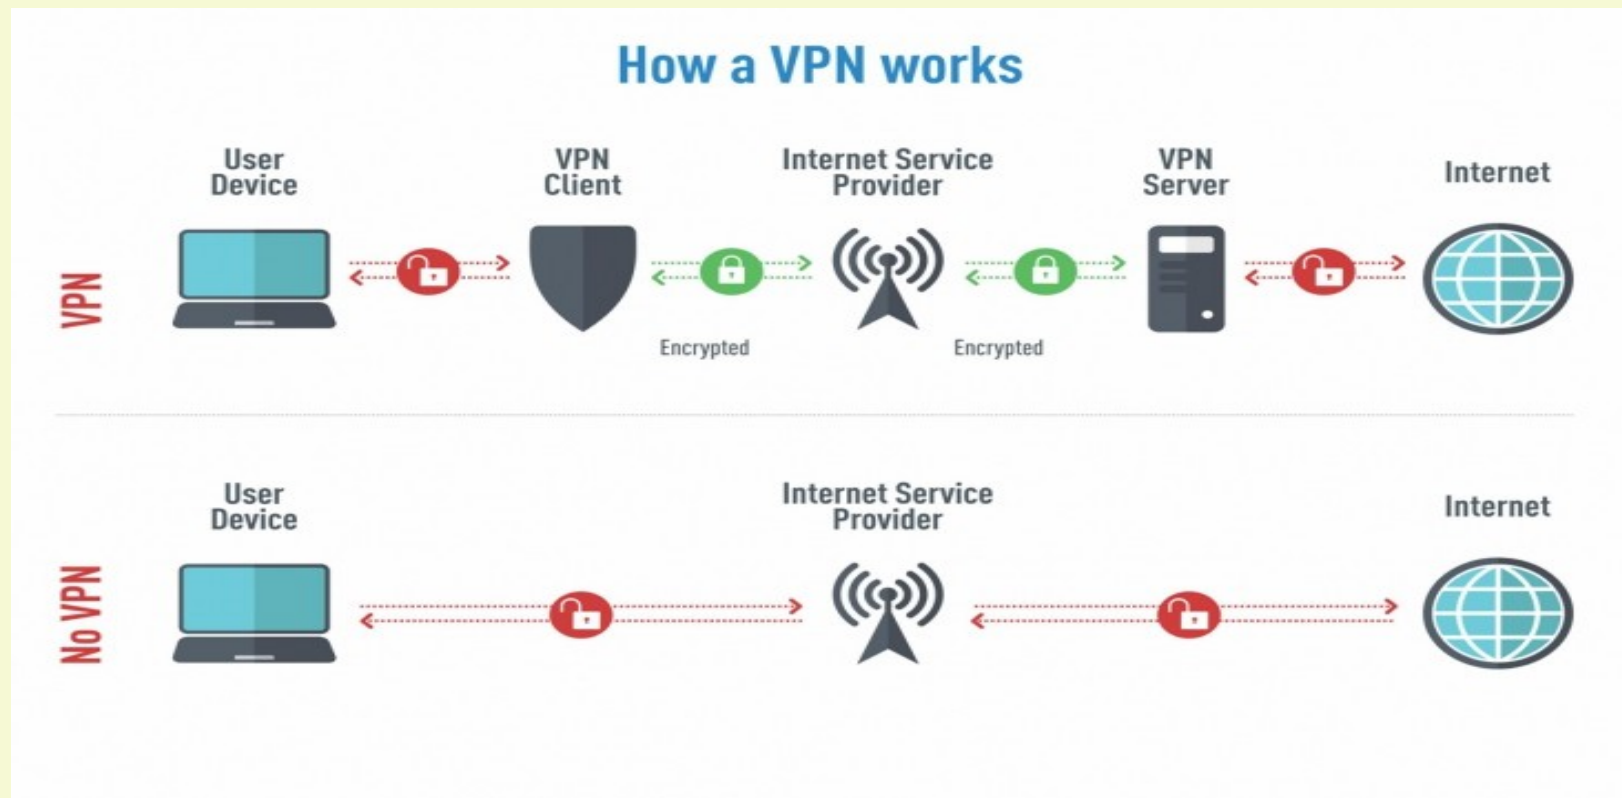 How a VPN works
User
Device
VPN
Client
Internet Service
Provider
VPN
Server
Internet
VPN
Encrypted
Encrypted
User
Device
Internet Service
Provider
Internet
No VPN